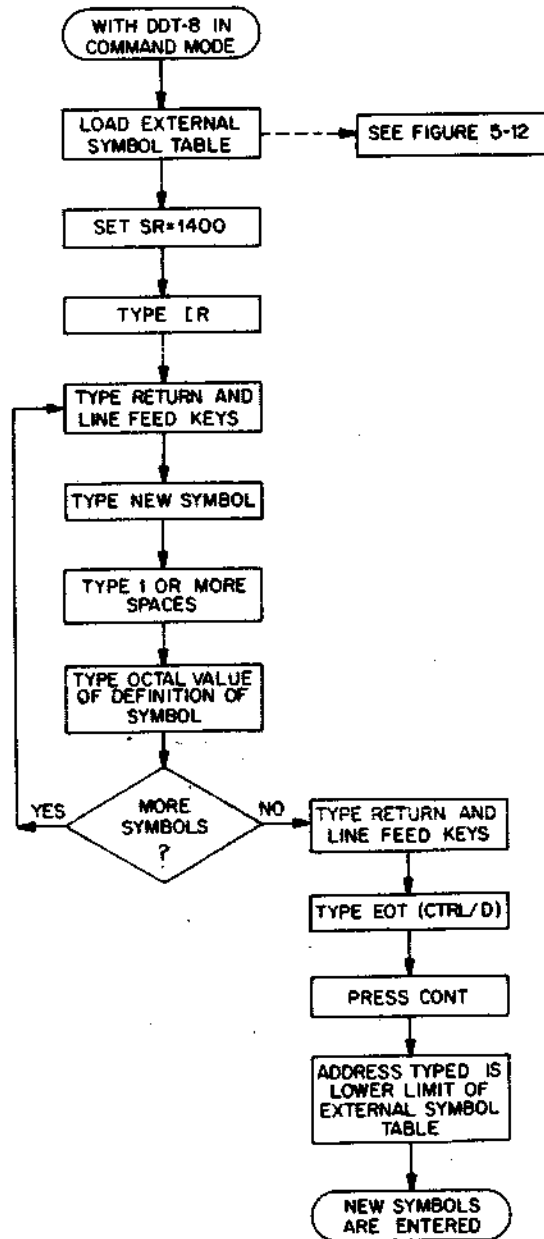 WITH DDT-8 IN
COMMAND MODE
LOAD EXTERNAL
SYMBOL TABLE
SEE FIGURE 5-12
SET SR=1400
TYPE [R
TYPE RETURN AND
LINE FEED KEYS
TYPE NEW SYMBOL
TYPE 1 OR MORE
SPACES
TYPE OCTAL VALUE
OF DEFINITION OF
SYMBOL
YES
MORE
SYMBOLS
?
NO
TYPE RETURN AND
LINE FEED KEYS
TYPE EOT (CTRL/D)
PRESS CONT
ADDRESS TYPED IS
LOWER LIMIT OF
EXTERNAL SYMBOL
TABLE
NEW SYMBOLS
ARE ENTERED